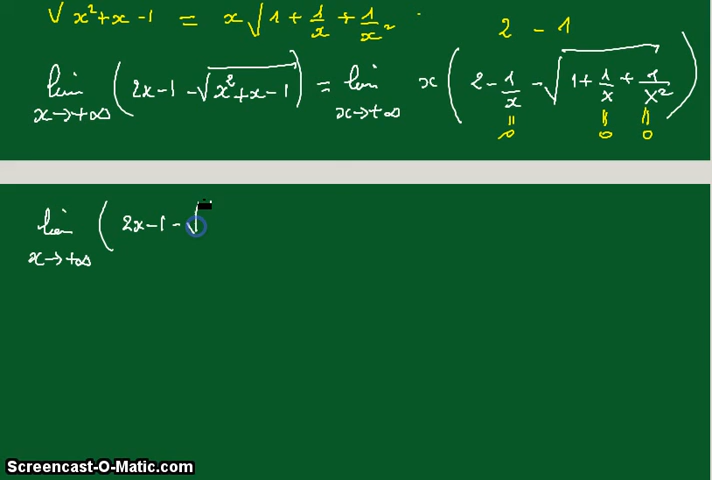 √x²+x-1 = x√1+1/x+1/x² . 2 - 1
lim x→+∞ (2x-1-√x²+x-1) = lim x→+∞ x(2-1/x-√1+1/x+1/x²)
= 0 = 0 = 0
lim x→+∞ (2x-1-√
Screencast-O-Matic.com